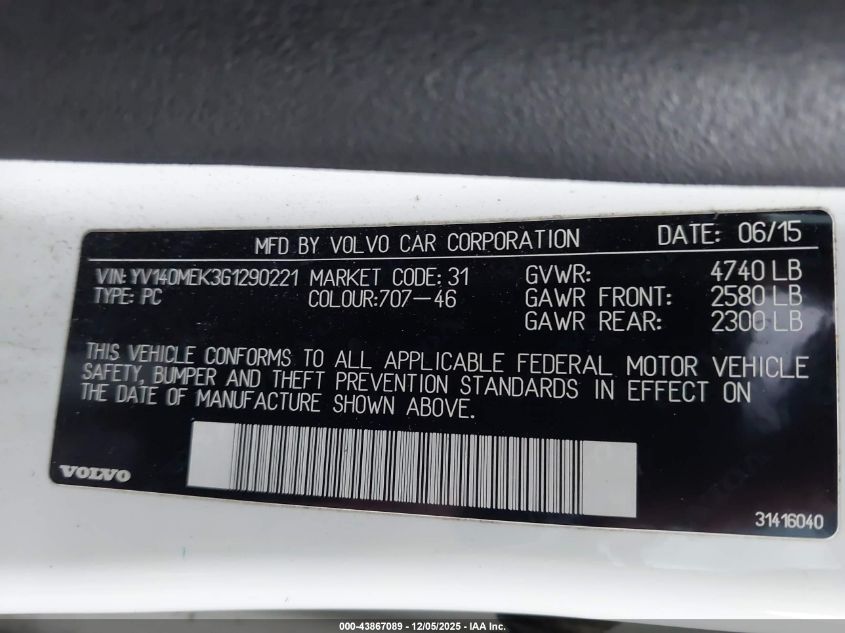 MFD BY VOLVO CAR CORPORATION DATE: 06/15
VIN: YV140MEK3G1290221 MARKET CODE: 31 GVWR: 4740 LB
TYPE: PC COLOUR:707-46 GAWR FRONT: 2580 LB
GAWR REAR: 2300 LB
THIS VEHICLE CONFORMS TO ALL APPLICABLE FEDERAL MOTOR VEHICLE
SAFETY, BUMPER AND THEFT PREVENTION STANDARDS IN EFFECT ON
THE DATE OF MANUFACTURE SHOWN ABOVE.
VOLVO
31416040
000-43867089 - 12/05/2025 - IAA Inc.